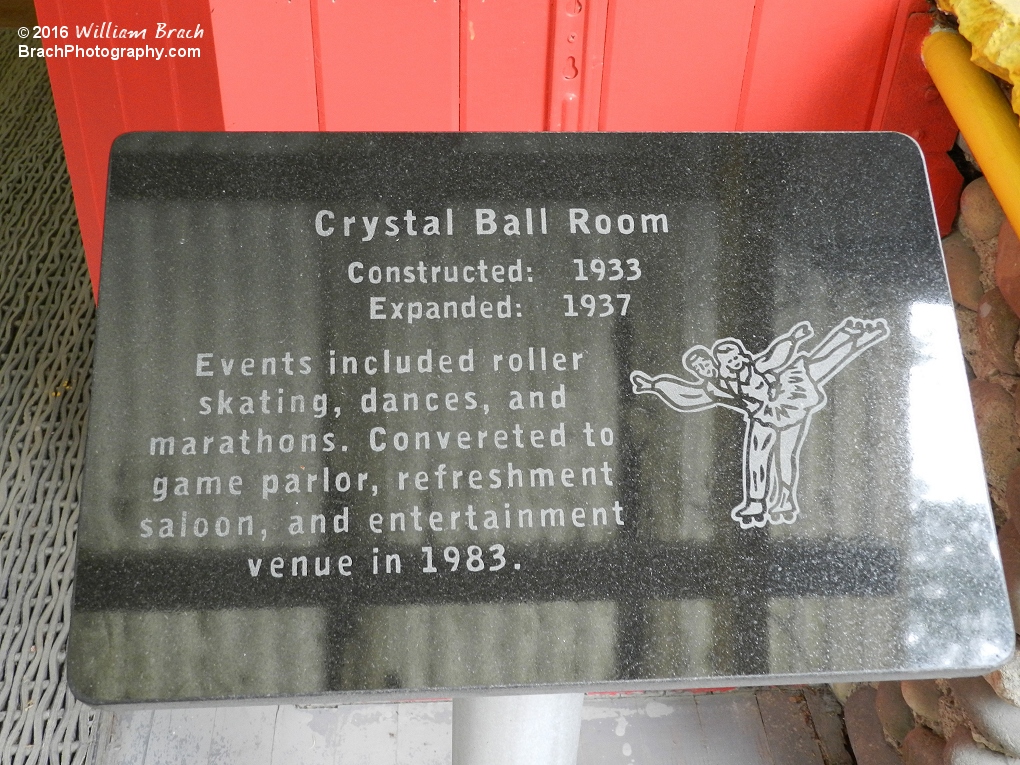 ©2016 William Brach
BrachPhotography.com
Crystal Ball Room
Constructed: 1933
Expanded: 1937
Events included roller
skating, dances, and
marathons. Convereted to
game parlor, refreshment
saloon, and entertainment
venue in 1983.